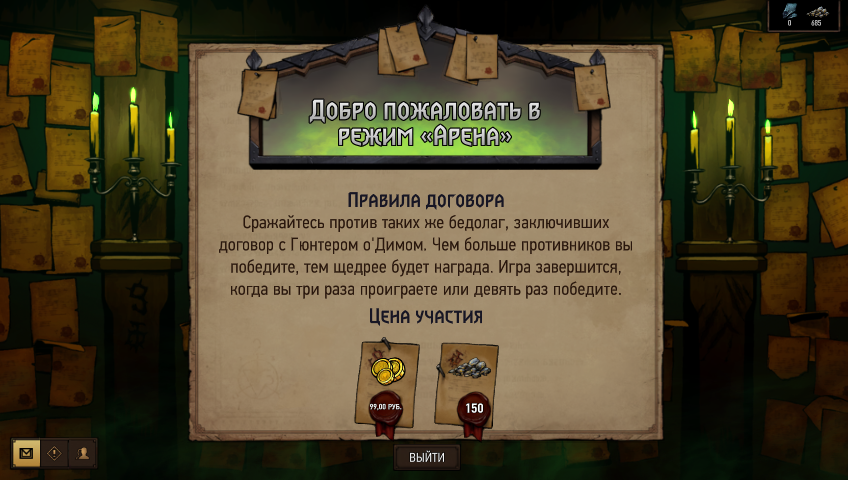 0
685
Добро пожаловать в
режим «Арена»
Правила договора
Сражайтесь против таких же бедолаг, заключивших
договор с Гюнтером о'Димом. Чем больше противников вы
победите, тем щедрее будет награда. Игра завершится,
когда вы три раза проиграете или девять раз победите.
Цена участия
99,00 РУБ.
150
ВЫЙТИ